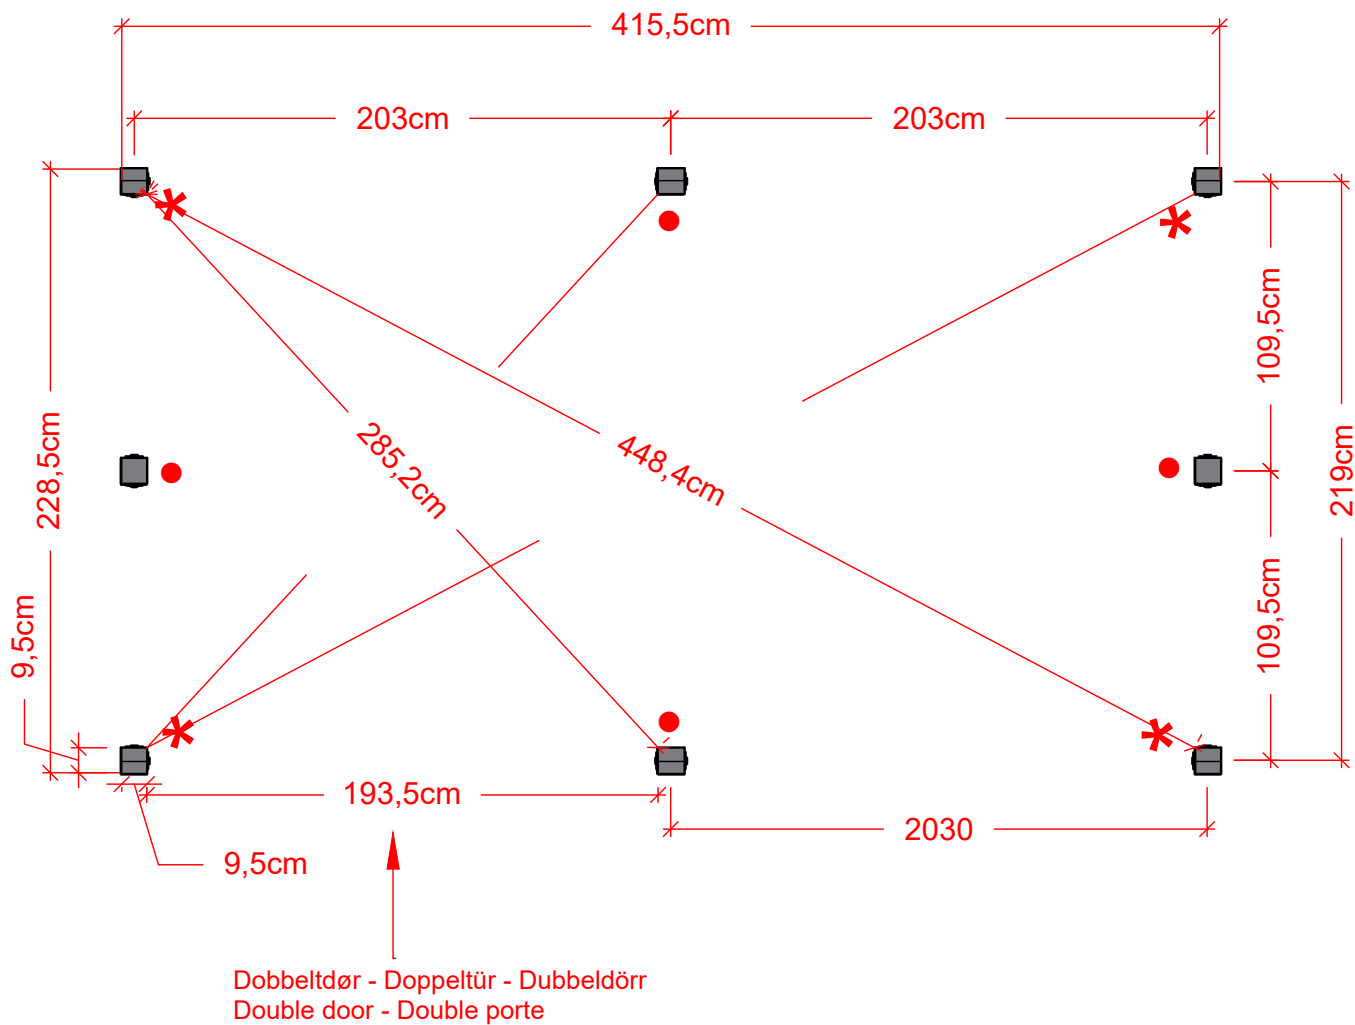 415,5cm
203cm
203cm
109,5cm
228,5cm
285,2cm
448,4cm
219cm
109,5cm
9,5cm
193,5cm
2030
9,5cm
Dobbeltdør - Doppeltür - Dubbeldörr
Double door - Double porte